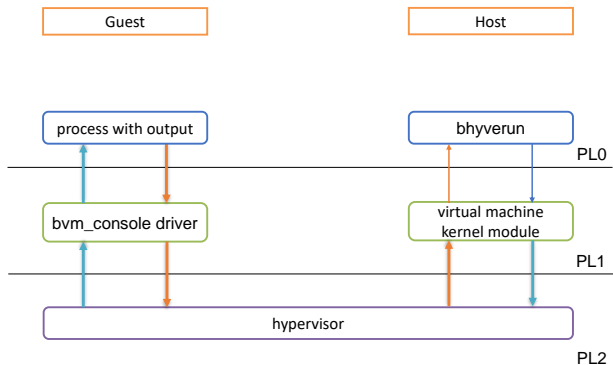 Guest
Host
process with output
bhyverun
PL0
bvm_console driver
virtual machine
kernel module
PL1
hypervisor
PL2